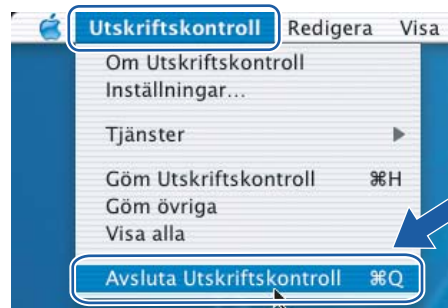 Utskriftskontroll Redigera Visa
Om Utskriftskontroll
Inställningar...
Tjänster
Göm Utskriftskontroll ⌘H
Göm övriga
Visa alla
Avsluta Utskriftskontroll ⌘Q